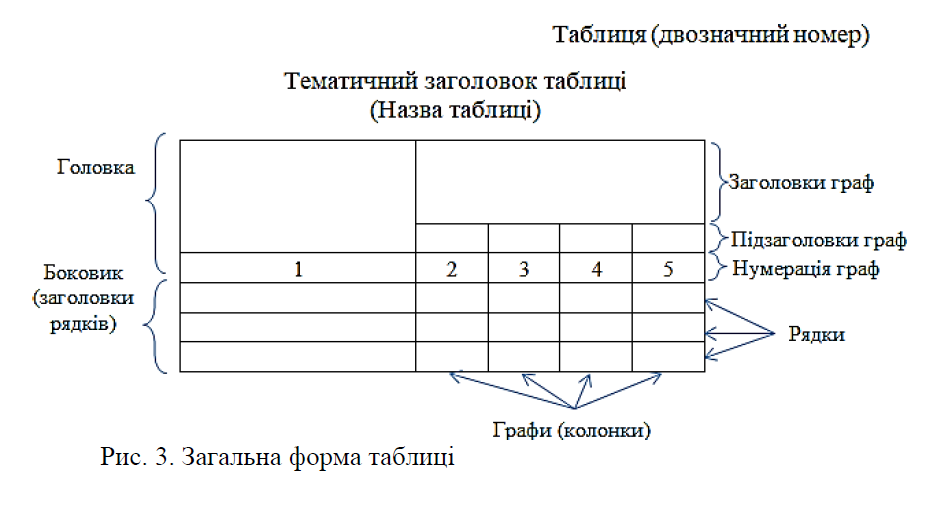 Таблиця (двозначний номер)
Тематичний заголовок таблиці
(Назва таблиці)
Головка
Заголовки граф
Підзаголовки граф
1 2 3 4 5
Нумерація граф
Боковик
(заголовки
рядків)
Рядки
Графи (колонки)
Рис. 3. Загальна форма таблиці